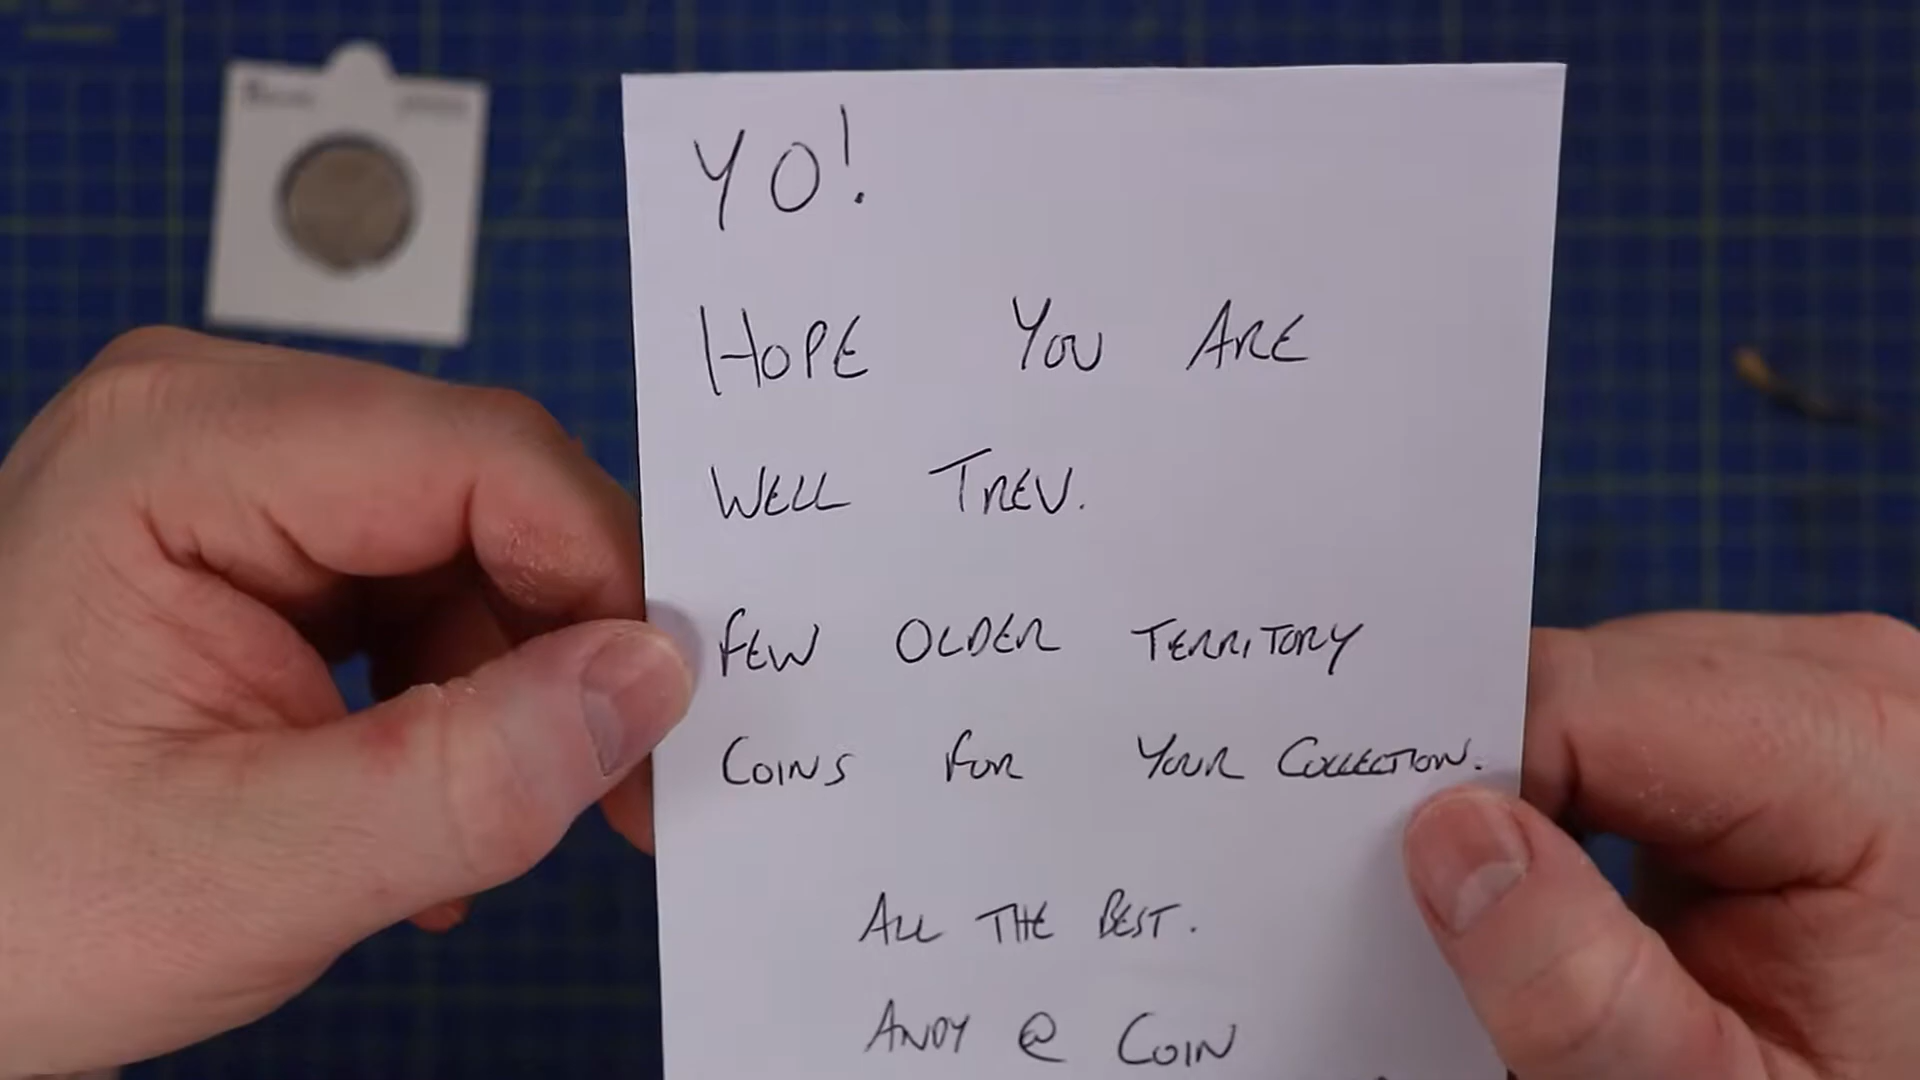 YO!
HOPE YOU ARE
WELL TREV.
FEW OLDER TERRITORY
COINS FOR YOUR COLLECTION.
ALL THE BEST.
ANDY @ COIN